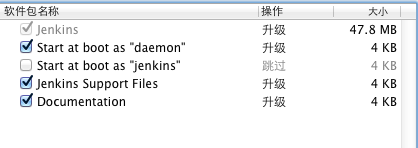 软件包名称 操作 大小
Jenkins 升级 47.8 MB
Start at boot as "daemon" 升级 4 KB
Start at boot as "jenkins" 跳过 4 KB
Jenkins Support Files 升级 4 KB
Documentation 升级 4 KB